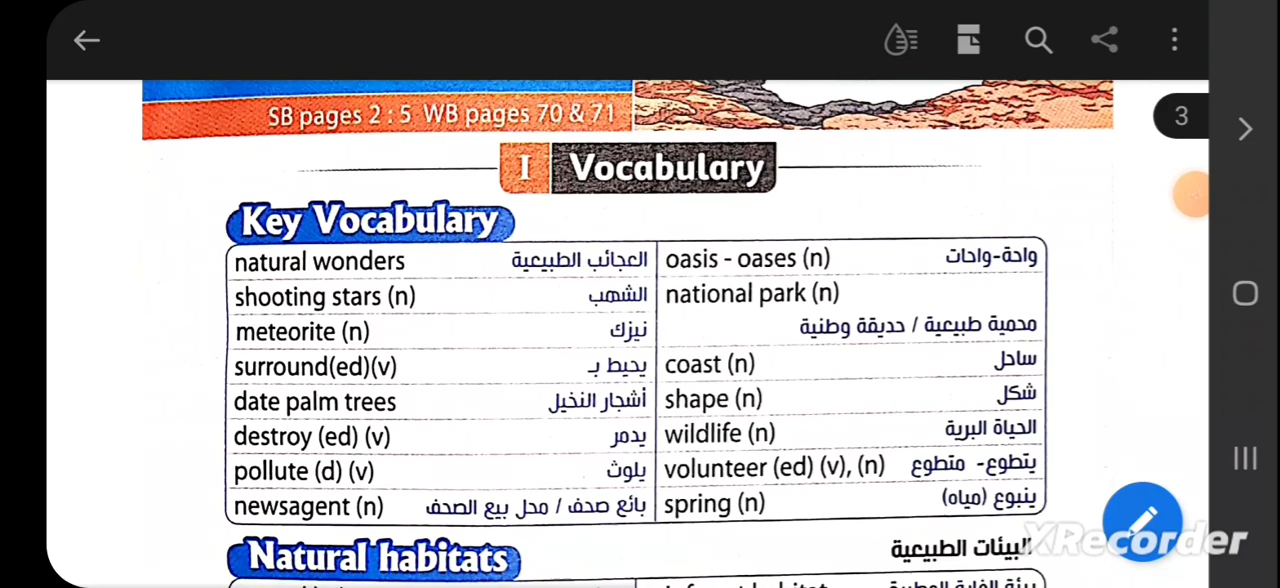 SB pages 2 : 5 WB pages 70 & 71
3
I Vocabulary
Key Vocabulary
natural wonders العجائب الطبيعية
oasis - oases (n) واحة-واحات
shooting stars (n) الشهب
national park (n)
محمية طبيعية / حديقة وطنية
meteorite (n) نيزك
surround(ed)(v) يحيط بـ
coast (n) ساحل
date palm trees أشجار النخيل
shape (n) شكل
destroy (ed) (v) يدمر
wildlife (n) الحياة البرية
pollute (d) (v) يلوث
volunteer (ed) (v), (n) يتطوع- متطوع
newsagent (n) بائع صحف / محل بيع الصحف
spring (n) ينبوع (مياه)
Natural habitats البيئات الطبيعية
XRecorder